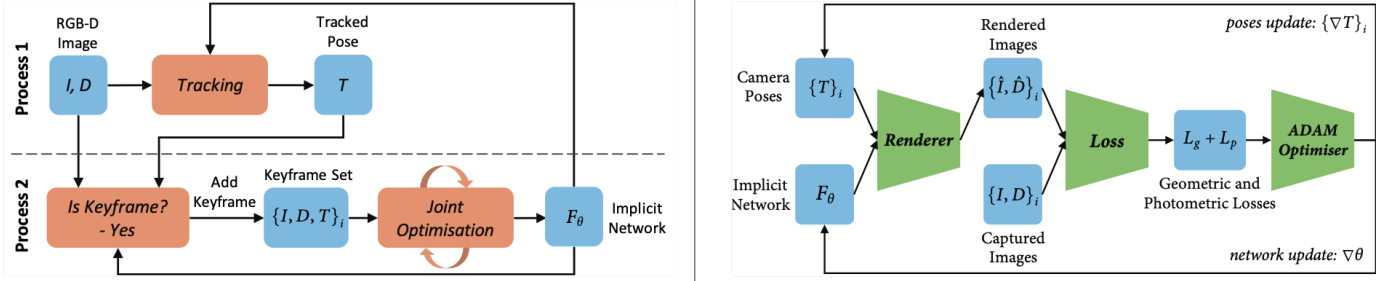 Process 1
RGB-D
Image
I, D
Tracking
Tracked
Pose
T
Process 2
Is Keyframe?
- Yes
Add
Keyframe
Keyframe Set
{I, D, T}i
Joint
Optimisation
Fθ
Implicit
Network
poses update: {∇T}i
Camera
Poses
{T}i
Implicit
Network
Fθ
Renderer
Rendered
Images
{Î, D̂}i
{I, D}i
Captured
Images
Loss
Lg + Lp
Geometric and
Photometric Losses
ADAM
Optimiser
network update: ∇θ